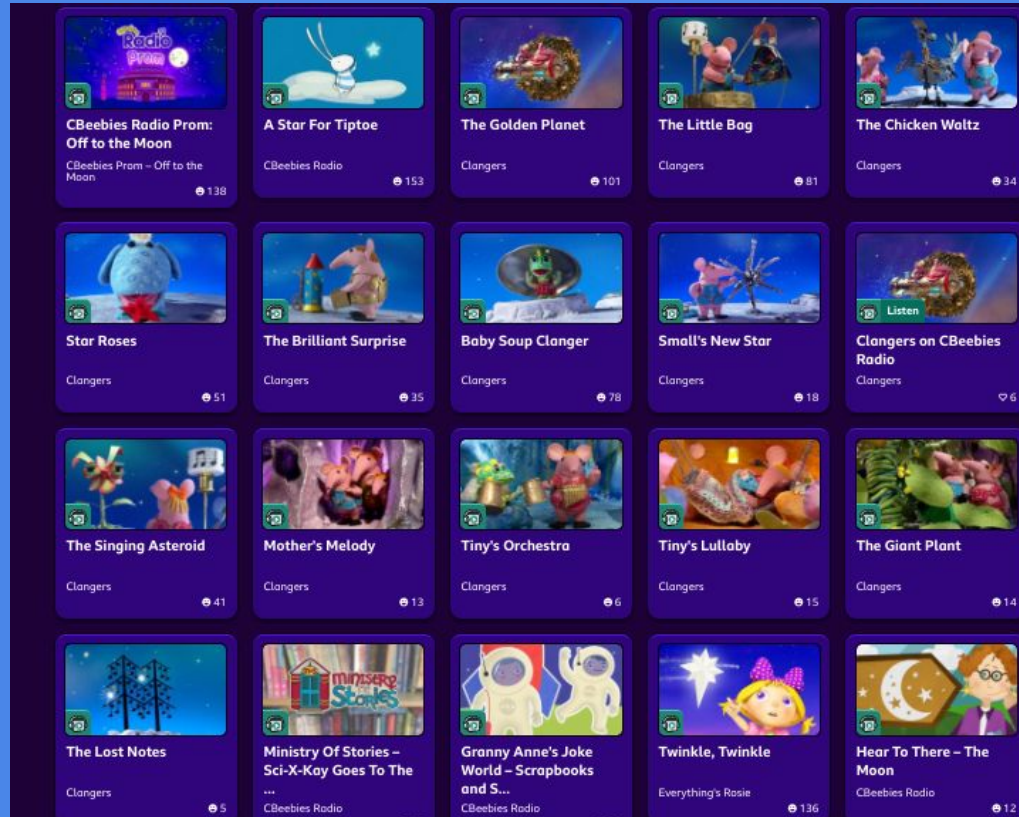 Radio
Prom
CBeebies Radio Prom:
Off to the Moon
CBeebies Prom – Off to the
Moon
138
A Star For Tiptoe
CBeebies Radio
153
The Golden Planet
Clangers
101
The Little Bag
Clangers
81
The Chicken Waltz
Clangers
34
Star Roses
Clangers
51
The Brilliant Surprise
Clangers
35
Baby Soup Clanger
Clangers
78
Small's New Star
Clangers
18
Listen
Clangers on CBeebies
Radio
Clangers
6
The Singing Asteroid
Clangers
41
Mother's Melody
Clangers
13
Tiny's Orchestra
Clangers
6
Tiny's Lullaby
Clangers
15
The Giant Plant
Clangers
14
The Lost Notes
Clangers
5
Stories
Ministry Of Stories –
Sci-X-Kay Goes To The
...
CBeebies Radio
Granny Anne's Joke
World – Scrapbooks
and S...
CBeebies Radio
Twinkle, Twinkle
Everything's Rosie
136
Hear To There – The
Moon
CBeebies Radio
12